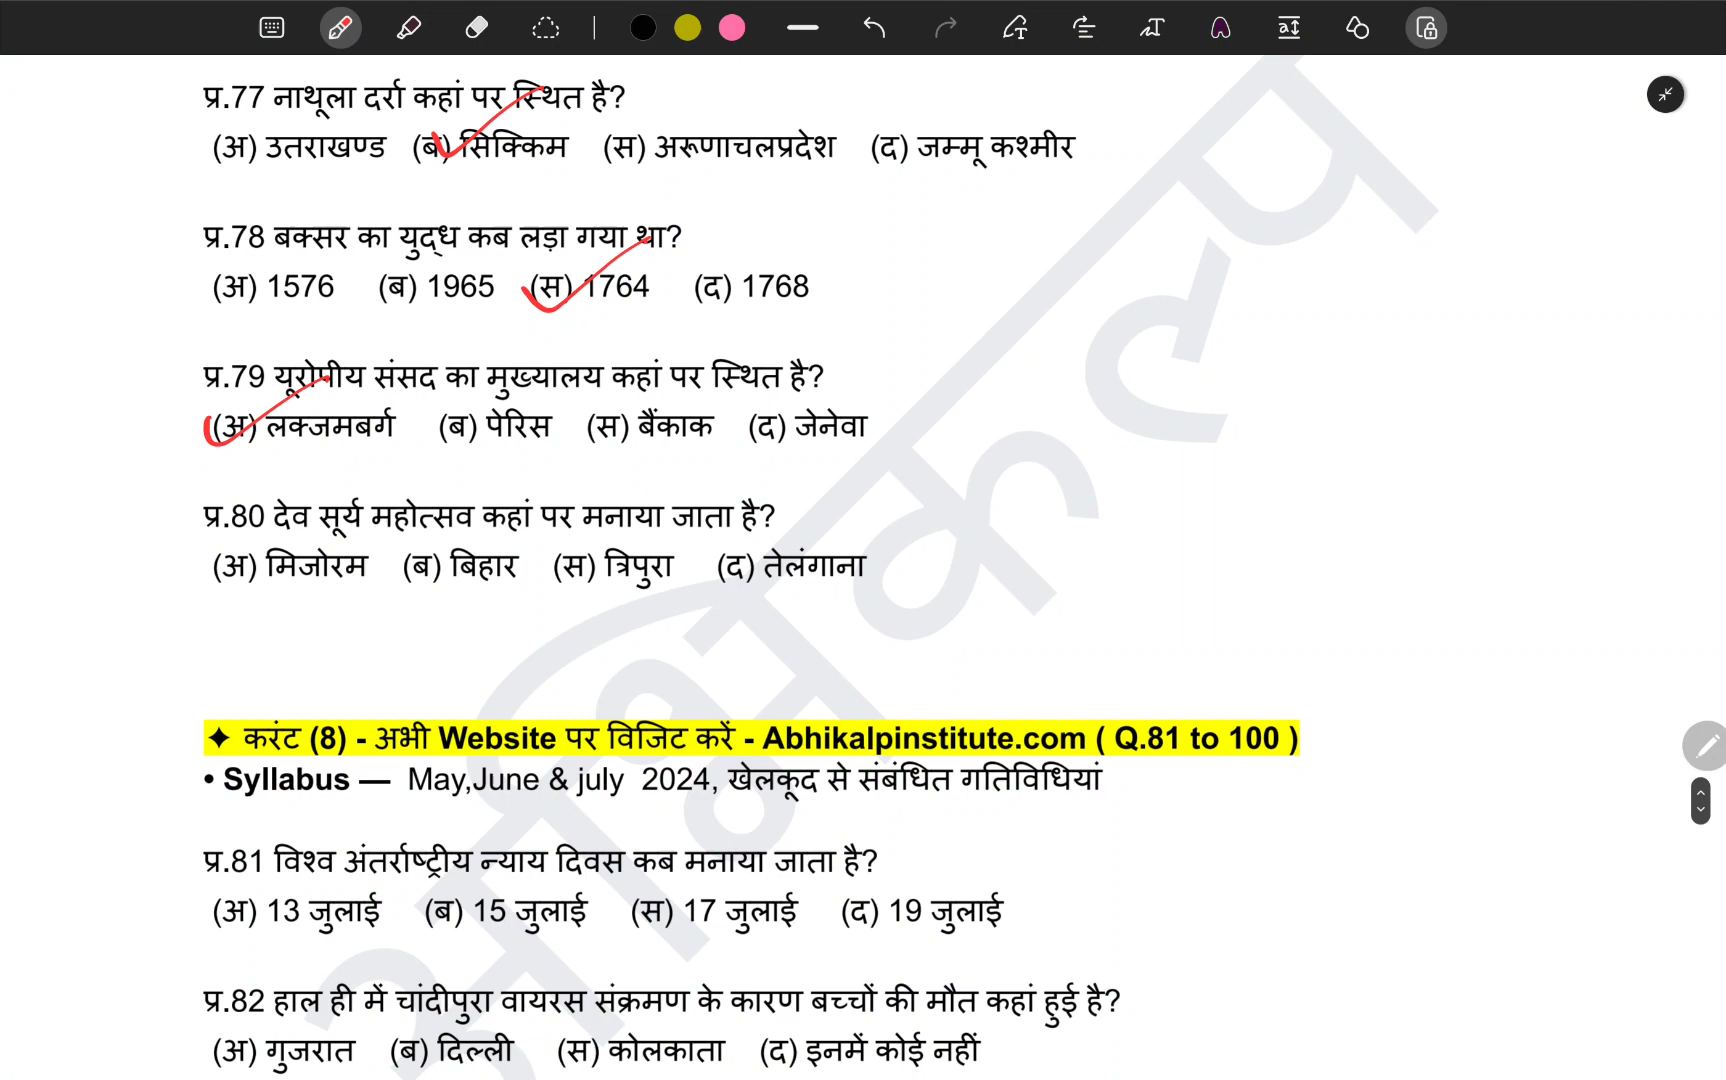 प्र.77 नाथूला दर्रा कहां पर स्थित है?
(अ) उतराखण्ड (ब) सिक्किम (स) अरूणाचलप्रदेश (द) जम्मू कश्मीर
प्र.78 बक्सर का युद्ध कब लड़ा गया था?
(अ) 1576 (ब) 1965 (स) 1764 (द) 1768
प्र.79 यूरोपीय संसद का मुख्यालय कहां पर स्थित है?
(अ) लक्जमबर्ग (ब) पेरिस (स) बैंकाक (द) जेनेवा
प्र.80 देव सूर्य महोत्सव कहां पर मनाया जाता है?
(अ) मिजोरम (ब) बिहार (स) त्रिपुरा (द) तेलंगाना
✦ करंट (8) - अभी Website पर विजिट करें - Abhikalpinstitute.com ( Q.81 to 100 )
• Syllabus — May,June & july 2024, खेलकूद से संबंधित गतिविधियां
प्र.81 विश्व अंतर्राष्ट्रीय न्याय दिवस कब मनाया जाता है?
(अ) 13 जुलाई (ब) 15 जुलाई (स) 17 जुलाई (द) 19 जुलाई
प्र.82 हाल ही में चांदीपुरा वायरस संक्रमण के कारण बच्चों की मौत कहां हुई है?
(अ) गुजरात (ब) दिल्ली (स) कोलकाता (द) इनमें कोई नहीं
अभिकल्प